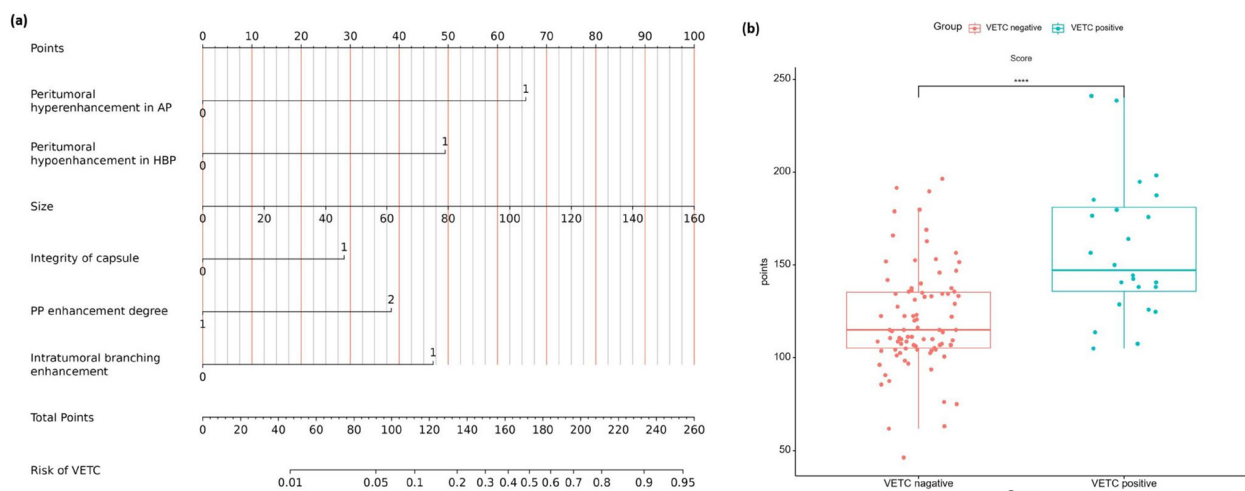 (a)
Points
0 10 20 30 40 50 60 70 80 90 100
Peritumoral
hyperenhancement in AP
0 1
Peritumoral
hypoenhancement in HBP
0 1
Size
0 20 40 60 80 100 120 140 160
Integrity of capsule
0 1
PP enhancement degree
1 2
Intratumoral branching
enhancement
0 1
Total Points
0 20 40 60 80 100 120 140 160 180 200 220 240 260
Risk of VETC
0.01 0.05 0.1 0.2 0.3 0.4 0.5 0.6 0.7 0.8 0.9 0.95
(b)
Group VETC negative VETC positive
Score
****
250
200
150
100
50
points
VETC nagative VETC positive